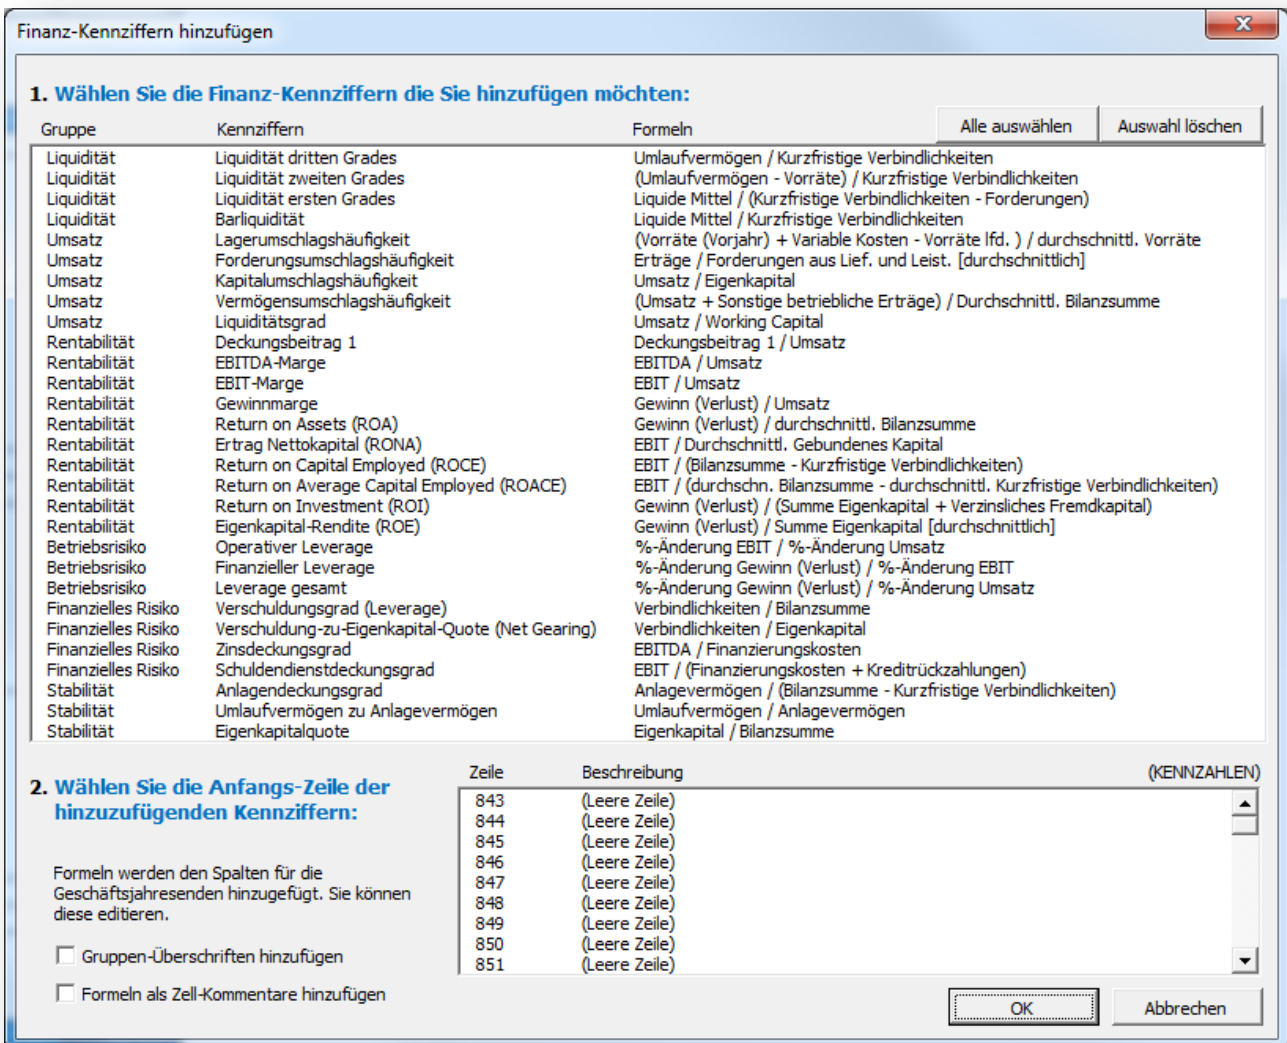 Finanz-Kennziffern hinzufügen
X
1. Wählen Sie die Finanz-Kennziffern die Sie hinzufügen möchten:
Gruppe Kennziffern Formeln Alle auswählen Auswahl löschen
Liquidität Liquidität dritten Grades Umlaufvermögen / Kurzfristige Verbindlichkeiten
Liquidität Liquidität zweiten Grades (Umlaufvermögen - Vorräte) / Kurzfristige Verbindlichkeiten
Liquidität Liquidität ersten Grades Liquide Mittel / (Kurzfristige Verbindlichkeiten - Forderungen)
Liquidität Barliquidität Liquide Mittel / Kurzfristige Verbindlichkeiten
Umsatz Lagerumschlagshäufigkeit (Vorräte (Vorjahr) + Variable Kosten - Vorräte lfd. ) / durchschnittl. Vorräte
Umsatz Forderungsumschlagshäufigkeit Erträge / Forderungen aus Lief. und Leist. [durchschnittlich]
Umsatz Kapitalumschlagshäufigkeit Umsatz / Eigenkapital
Umsatz Vermögensumschlagshäufigkeit (Umsatz + Sonstige betriebliche Erträge) / Durchschnittl. Bilanzsumme
Umsatz Liquiditätsgrad Umsatz / Working Capital
Rentabilität Deckungsbeitrag 1 Deckungsbeitrag 1 / Umsatz
Rentabilität EBITDA-Marge EBITDA / Umsatz
Rentabilität EBIT-Marge EBIT / Umsatz
Rentabilität Gewinnmarge Gewinn (Verlust) / Umsatz
Rentabilität Return on Assets (ROA) Gewinn (Verlust) / durchschnittl. Bilanzsumme
Rentabilität Ertrag Nettokapital (RONA) EBIT / Durchschnittl. Gebundenes Kapital
Rentabilität Return on Capital Employed (ROCE) EBIT / (Bilanzsumme - Kurzfristige Verbindlichkeiten)
Rentabilität Return on Average Capital Employed (ROACE) EBIT / (durchschn. Bilanzsumme - durchschnittl. Kurzfristige Verbindlichkeiten)
Rentabilität Return on Investment (ROI) Gewinn (Verlust) / (Summe Eigenkapital + Verzinsliches Fremdkapital)
Rentabilität Eigenkapital-Rendite (ROE) Gewinn (Verlust) / Summe Eigenkapital [durchschnittlich]
Betriebsrisiko Operativer Leverage %-Änderung EBIT / %-Änderung Umsatz
Betriebsrisiko Finanzieller Leverage %-Änderung Gewinn (Verlust) / %-Änderung EBIT
Betriebsrisiko Leverage gesamt %-Änderung Gewinn (Verlust) / %-Änderung Umsatz
Finanzielles Risiko Verschuldungsgrad (Leverage) Verbindlichkeiten / Bilanzsumme
Finanzielles Risiko Verschuldung-zu-Eigenkapital-Quote (Net Gearing) Verbindlichkeiten / Eigenkapital
Finanzielles Risiko Zinsdeckungsgrad EBITDA / Finanzierungskosten
Finanzielles Risiko Schuldendienstdeckungsgrad EBIT / (Finanzierungskosten + Kreditrückzahlungen)
Stabilität Anlagendeckungsgrad Anlagevermögen / (Bilanzsumme - Kurzfristige Verbindlichkeiten)
Stabilität Umlaufvermögen zu Anlagevermögen Umlaufvermögen / Anlagevermögen
Stabilität Eigenkapitalquote Eigenkapital / Bilanzsumme
2. Wählen Sie die Anfangs-Zeile der
hinzuzufügenden Kennziffern:
Formeln werden den Spalten für die
Geschäftsjahresenden hinzugefügt. Sie können
diese editieren.
Gruppen-Überschriften hinzufügen
Formeln als Zell-Kommentare hinzufügen
Zeile Beschreibung (KENNZAHLEN)
843 (Leere Zeile)
844 (Leere Zeile)
845 (Leere Zeile)
846 (Leere Zeile)
847 (Leere Zeile)
848 (Leere Zeile)
849 (Leere Zeile)
850 (Leere Zeile)
851 (Leere Zeile)
OK Abbrechen